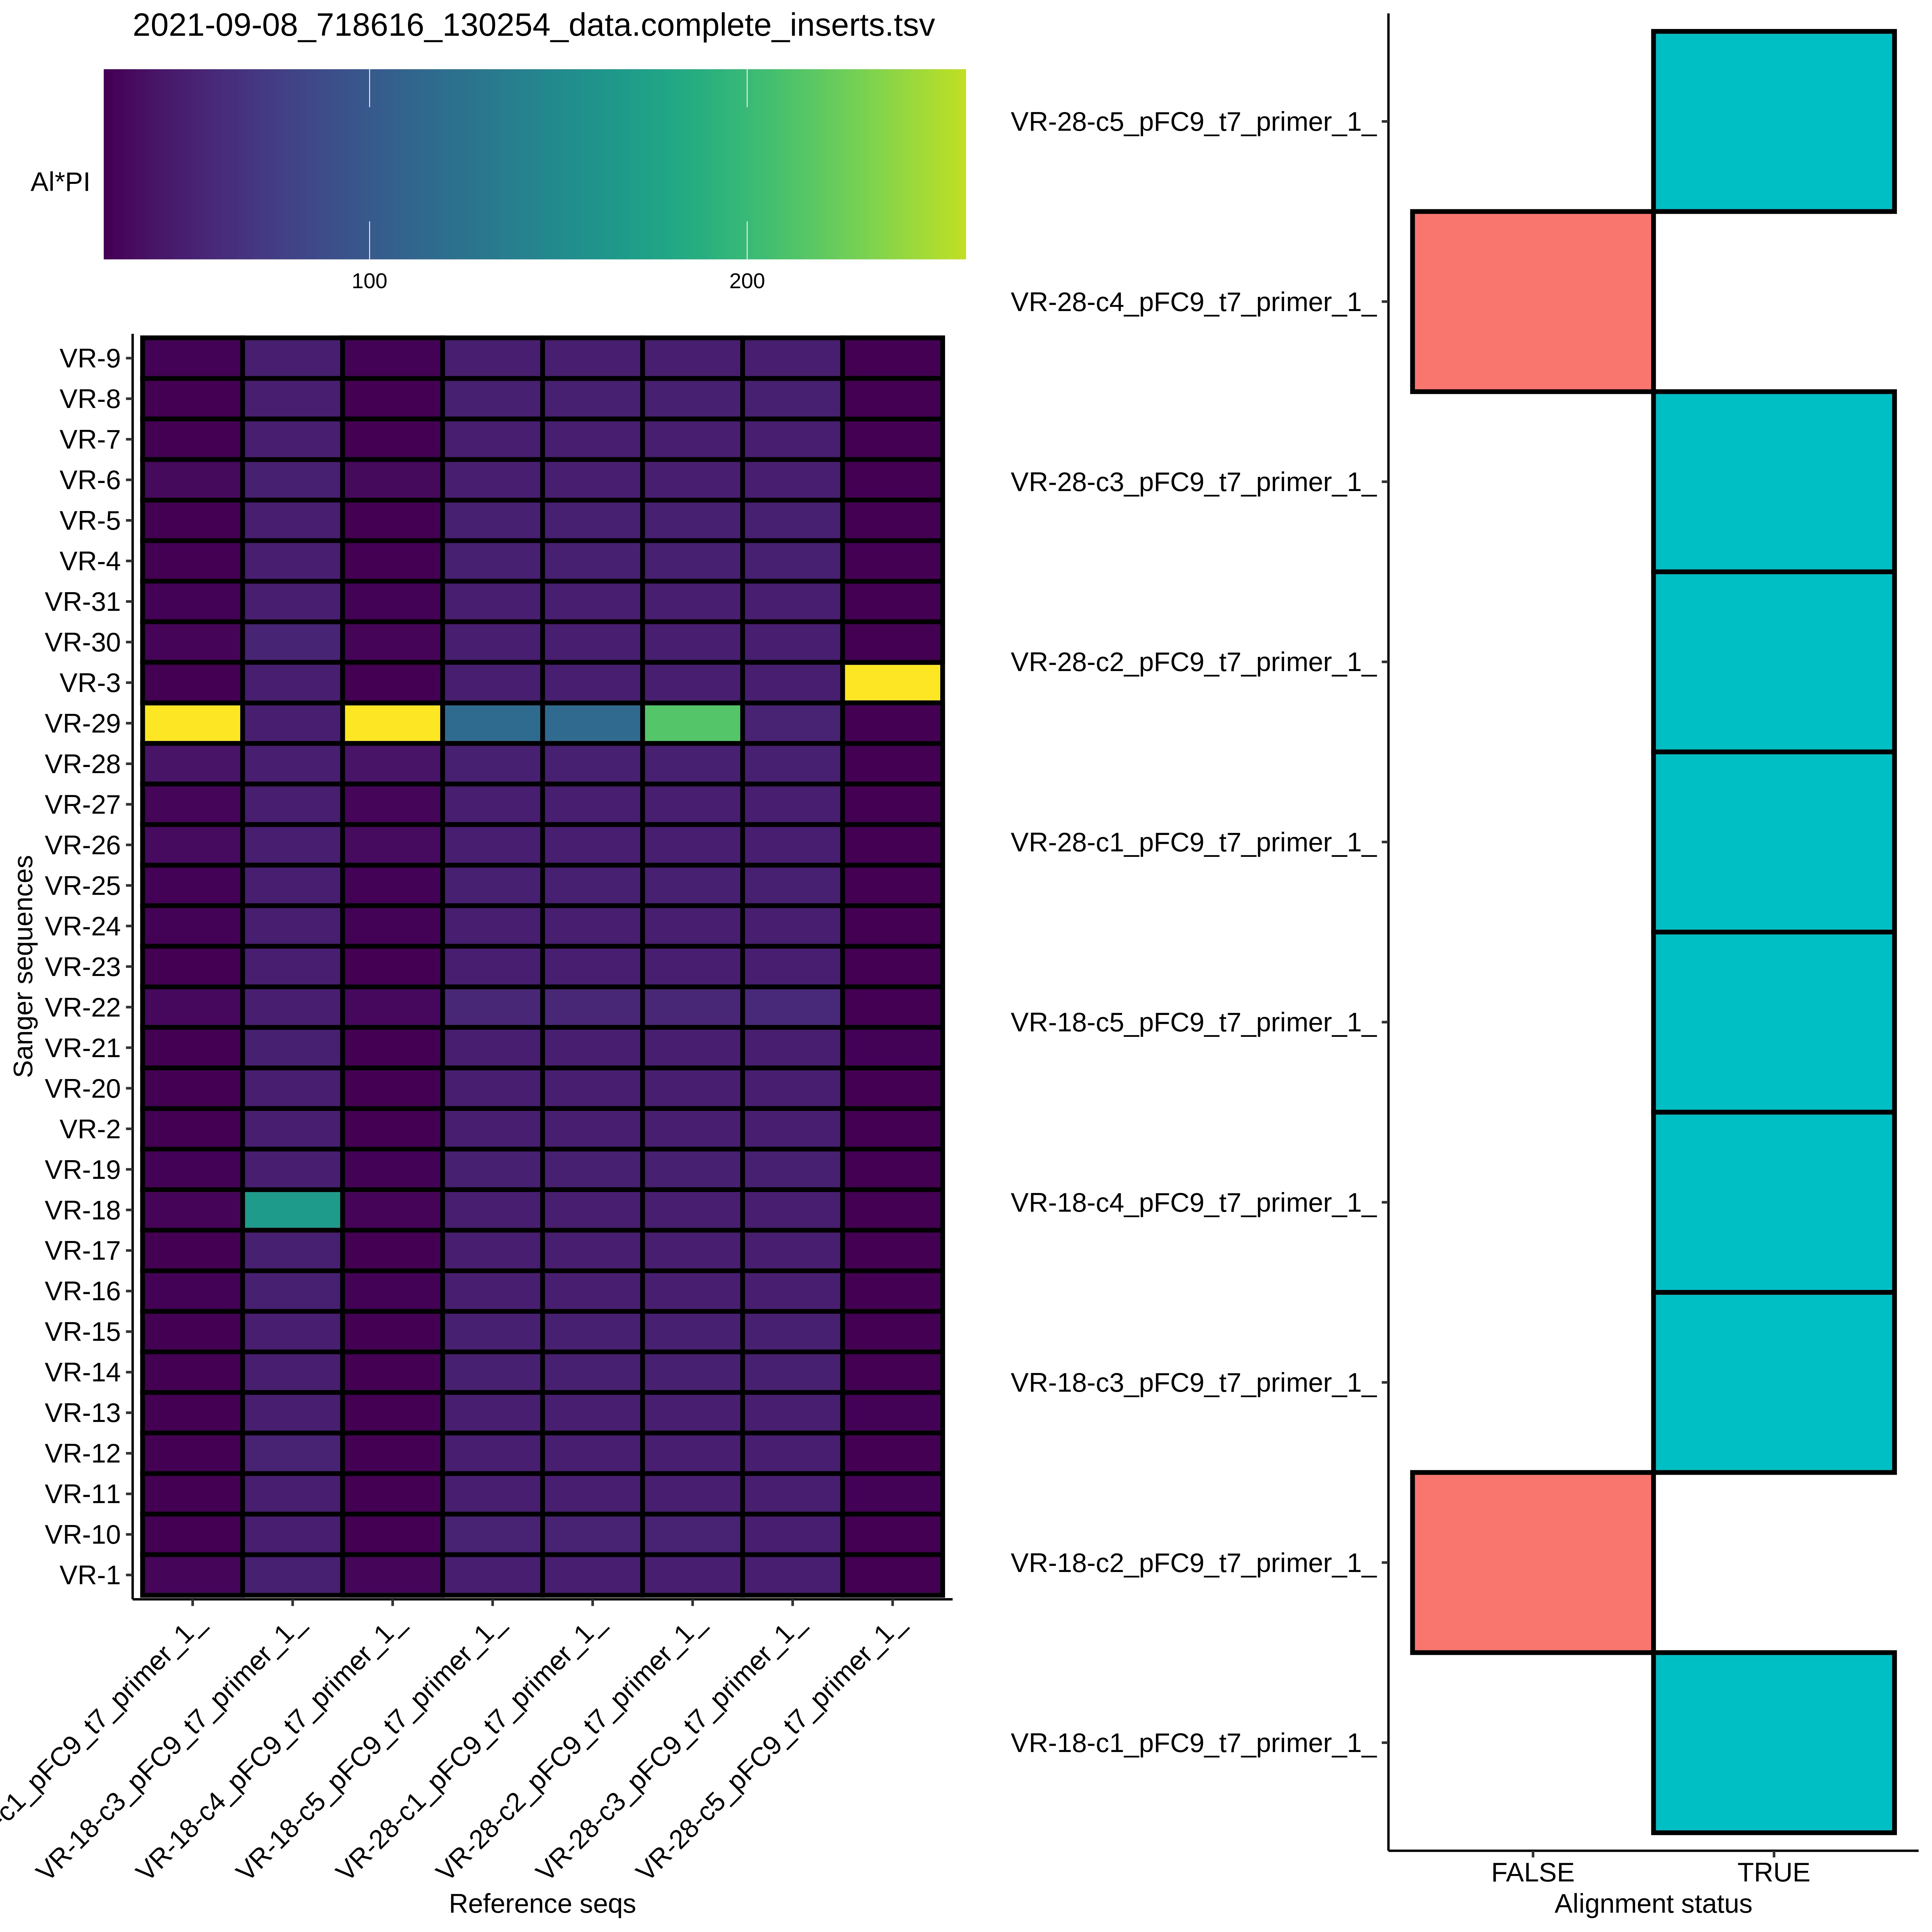 2021-09-08_718616_130254_data.complete_inserts.tsv
Al*PI
100 200
VR-9
VR-8
VR-7
VR-6
VR-5
VR-4
VR-31
VR-30
VR-3
VR-29
VR-28
VR-27
VR-26
VR-25
VR-24
VR-23
VR-22
VR-21
VR-20
VR-2
VR-19
VR-18
VR-17
VR-16
VR-15
VR-14
VR-13
VR-12
VR-11
VR-10
VR-1
Sanger sequences
c1_pFC9_t7_primer_1_
VR-18-c3_pFC9_t7_primer_1_
VR-18-c4_pFC9_t7_primer_1_
VR-18-c5_pFC9_t7_primer_1_
VR-28-c1_pFC9_t7_primer_1_
VR-28-c2_pFC9_t7_primer_1_
VR-28-c3_pFC9_t7_primer_1_
VR-28-c5_pFC9_t7_primer_1_
Reference seqs
VR-28-c5_pFC9_t7_primer_1_
VR-28-c4_pFC9_t7_primer_1_
VR-28-c3_pFC9_t7_primer_1_
VR-28-c2_pFC9_t7_primer_1_
VR-28-c1_pFC9_t7_primer_1_
VR-18-c5_pFC9_t7_primer_1_
VR-18-c4_pFC9_t7_primer_1_
VR-18-c3_pFC9_t7_primer_1_
VR-18-c2_pFC9_t7_primer_1_
VR-18-c1_pFC9_t7_primer_1_
FALSE TRUE
Alignment status